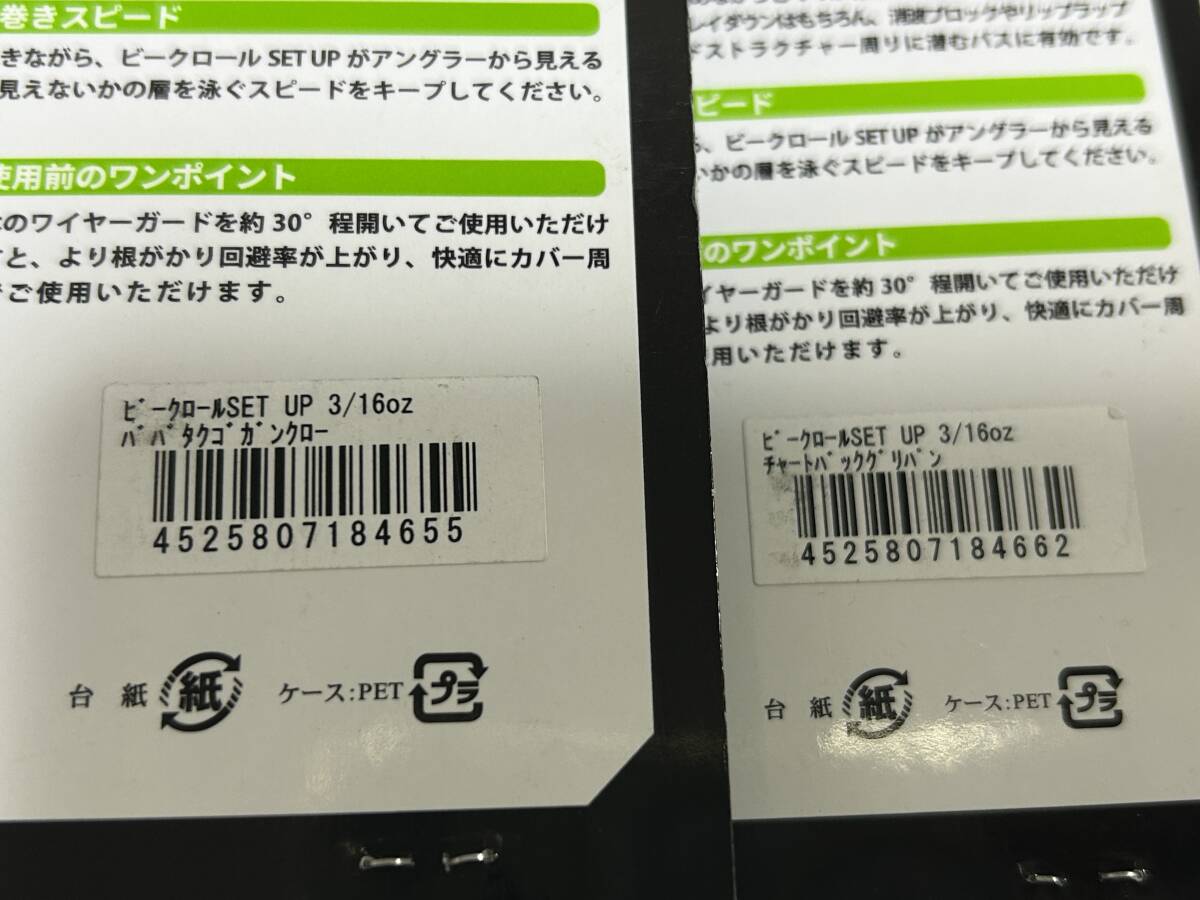 巻きスピード
きながら、ビークロール SET UP がアングラーから見える
見えないかの層を泳ぐスピードをキープしてください。
使用前のワンポイント
のワイヤーガードを約 30° 程開いてご使用いただけ
と、より根がかり回避率が上がり、快適にカバー周
でご使用いただけます。
ﾋﾞｰｸﾛｰﾙSET UP 3/16oz
ﾊﾞﾊﾞﾀｸｺﾞｶﾞﾝｸﾛｰ
4525807184655
台 紙 紙 ケース:PET プラ
レイダウンはもちろん、消波ブロックやリップラップ
ドストラクチャー周りに潜むバスに有効です。
ピード
、ビークロール SET UP がアングラーから見える
いかの層を泳ぐスピードをキープしてください。
のワンポイント
イヤーガードを約 30° 程開いてご使用いただけ
より根がかり回避率が上がり、快適にカバー周
用いただけます。
ﾋﾞｰｸﾛｰﾙSET UP 3/16oz
ﾁｬｰﾄﾊﾞｯｸｸﾞﾘﾊﾟﾝ
4525807184662
台 紙 紙 ケース:PET プラ